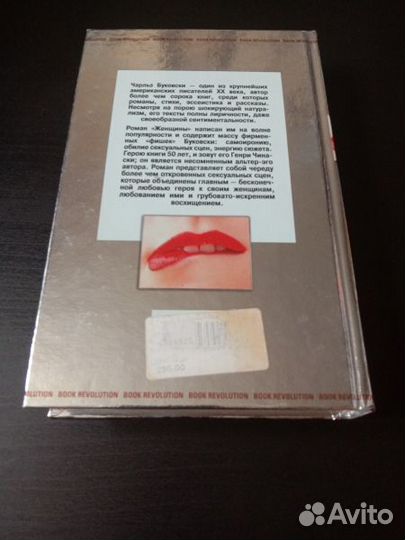 BOOK REVOLUTION BOOK REVOLUTION BOOK REVOLUTION BOOK REVOLUTION
Чарльз Буковски – один из крупнейших
американских писателей XX века, автор
более чем сорока книг, среди которых
романы, стихи, эссеистика и рассказы.
Несмотря на порою шокирующий натура-
лизм, его тексты полны лиричности, даже
своеобразной сентиментальности.
Роман «Женщины» написан им на волне
популярности и содержит массу фирмен-
ных «фишек» Буковски: самоиронию,
обилие сексуальных сцен, энергию сюжета.
Герою книги 50 лет, и зовут его Генри Чинас-
ки; он является несомненным альтер-эго
автора. Роман представляет собой череду
более чем откровенных сексуальных сцен,
которые объединены главным – бесконеч-
ной любовью героя к своим женщинам,
любованием ими и грубовато-искренним
восхищением.
REVOLUTION BOOK REVOLUTION BOOK REVOLUTION BOOK REVOLUTION
Avito